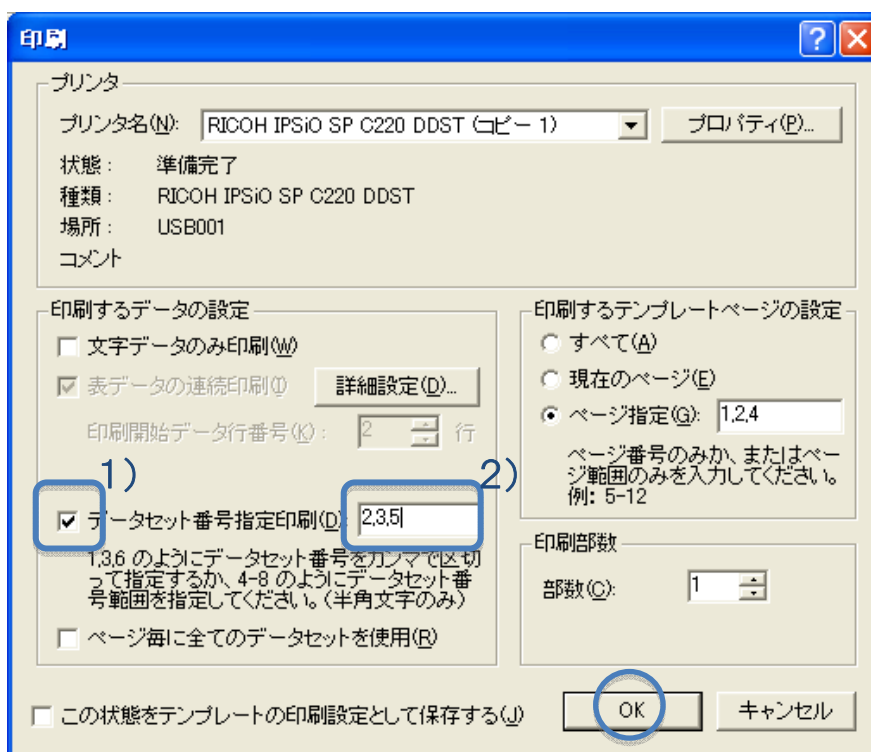 印刷
プリンタ
プリンタ名(N): RICOH IPSiO SP C220 DDST (コピー 1) プロパティ(P)...
状態： 準備完了
種類： RICOH IPSiO SP C220 DDST
場所： USB001
コメント
印刷するデータの設定
文字データのみ印刷(W)
表データの連続印刷(I) 詳細設定(D)...
印刷開始データ行番号(K)： 2 行
1) 2)
データセット番号指定印刷(D): 2,3,5
1,3,6 のようにデータセット番号をカンマで区切
って指定するか、4-8 のようにデータセット番
号範囲を指定してください。（半角文字のみ）
ページ毎に全てのデータセットを使用(R)
印刷するテンプレートページの設定
すべて(A)
現在のページ(E)
ページ指定(G): 1,2,4
ページ番号のみか、またはペー
ジ範囲のみを入力してください。
例: 5-12
印刷部数
部数(C): 1
この状態をテンプレートの印刷設定として保存する(J)
OK キャンセル